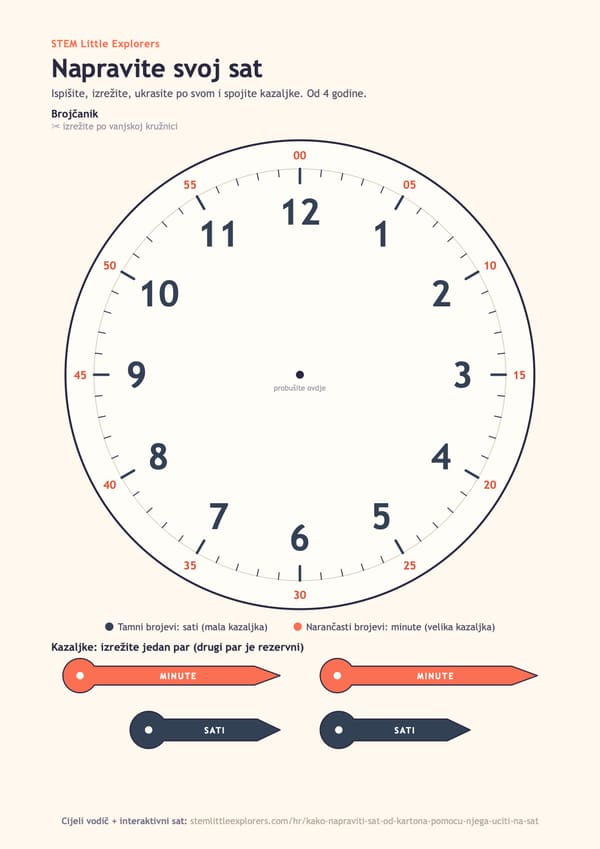 STEM Little Explorers
Napravite svoj sat
Ispišite, izrežite, ukrasite po svom i spojite kazaljke. Od 4 godine.
Brojčanik
✂ izrežite po vanjskoj kružnici
00
55 05
12
11 1
50 10
10 2
45 9 3 15
probušite ovdje
8 4
40 20
7 5
6
35 25
30
Tamni brojevi: sati (mala kazaljka) Narančasti brojevi: minute (velika kazaljka)
Kazaljke: izrežite jedan par (drugi par je rezervni)
MINUTE MINUTE
SATI SATI
Cijeli vodič + interaktivni sat: stemlittleexplorers.com/hr/kako-napraviti-sat-od-kartona-pomocu-njega-uciti-na-sat